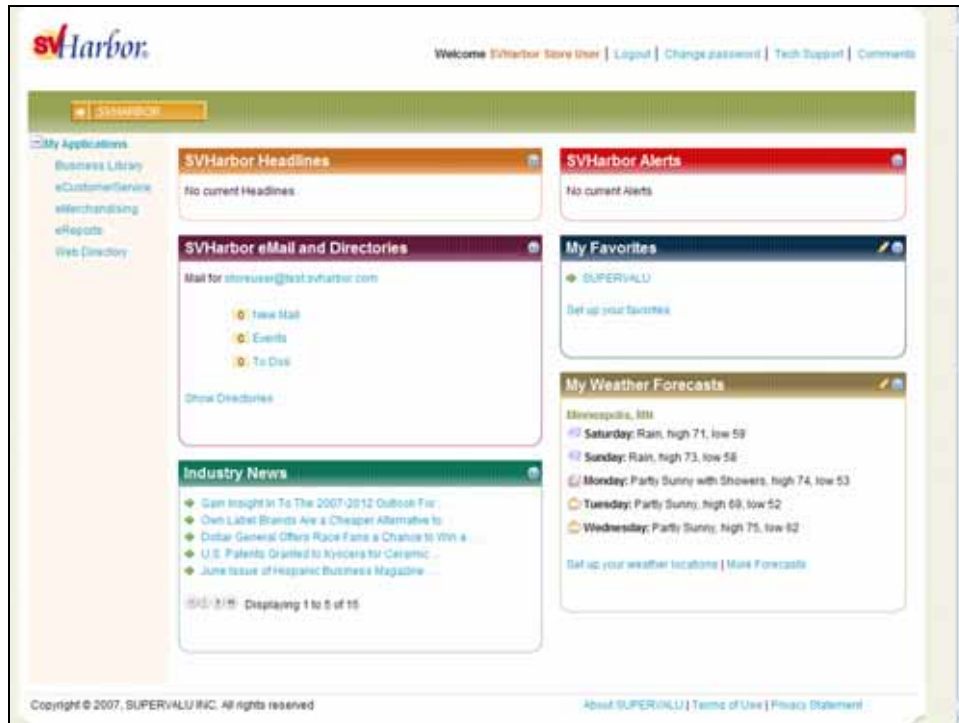 SVHarbor
Welcome SVHarbor Store User | Logout | Change password | Tech Support | Comments
SVHARBOR
My Applications
Business Library
eCustomerService
eMerchandising
eReports
Web Directory
SVHarbor Headlines
No current Headlines
SVHarbor Alerts
No current Alerts
SVHarbor eMail and Directories
Mail for storeuser@test.svharbor.com
0 New Mail
0 Events
0 To Dos
Show Directories
My Favorites
SUPERVALU
Set up your favorites
My Weather Forecasts
Minneapolis, MN
Saturday: Rain, high 71, low 59
Sunday: Rain, high 73, low 58
Monday: Partly Sunny with Showers, high 74, low 53
Tuesday: Partly Sunny, high 69, low 52
Wednesday: Partly Sunny, high 75, low 62
Set up your weather locations | More Forecasts
Industry News
Gain Insight In To The 2007-2012 Outlook For ...
Own Label Brands Are a Cheaper Alternative to ...
Dollar General Offers Race Fans a Chance to Win a ...
U.S. Patents Granted to Kyocera for Ceramic ...
June Issue of Hispanic Business Magazine ...
Displaying 1 to 5 of 15
Copyright © 2007, SUPERVALU INC. All rights reserved
About SUPERVALU | Terms of Use | Privacy Statement